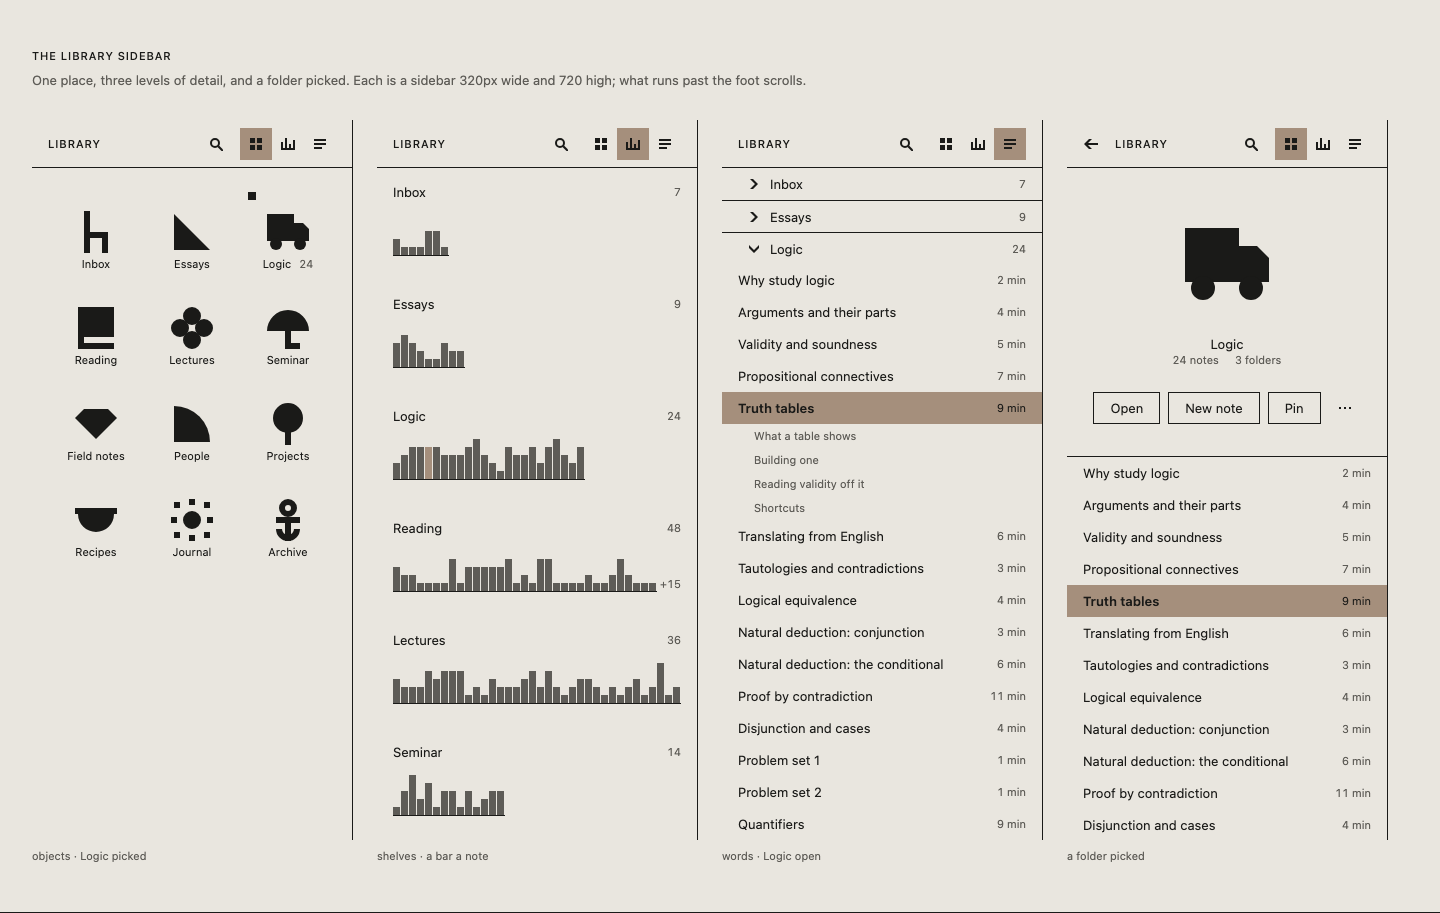 THE LIBRARY SIDEBAR
One place, three levels of detail, and a folder picked. Each is a sidebar 320px wide and 720 high; what runs past the foot scrolls.
LIBRARY
Inbox
Essays
Logic 24
Reading
Lectures
Seminar
Field notes
People
Projects
Recipes
Journal
Archive
objects · Logic picked
LIBRARY
Inbox 7
Essays 9
Logic 24
Reading 48
+15
Lectures 36
Seminar 14
shelves · a bar a note
LIBRARY
Inbox 7
Essays 9
Logic 24
Why study logic 2 min
Arguments and their parts 4 min
Validity and soundness 5 min
Propositional connectives 7 min
Truth tables 9 min
What a table shows
Building one
Reading validity off it
Shortcuts
Translating from English 6 min
Tautologies and contradictions 3 min
Logical equivalence 4 min
Natural deduction: conjunction 3 min
Natural deduction: the conditional 6 min
Proof by contradiction 11 min
Disjunction and cases 4 min
Problem set 1 1 min
Problem set 2 1 min
Quantifiers 9 min
words · Logic open
LIBRARY
Logic
24 notes 3 folders
Open New note Pin ···
Why study logic 2 min
Arguments and their parts 4 min
Validity and soundness 5 min
Propositional connectives 7 min
Truth tables 9 min
Translating from English 6 min
Tautologies and contradictions 3 min
Logical equivalence 4 min
Natural deduction: conjunction 3 min
Natural deduction: the conditional 6 min
Proof by contradiction 11 min
Disjunction and cases 4 min
a folder picked